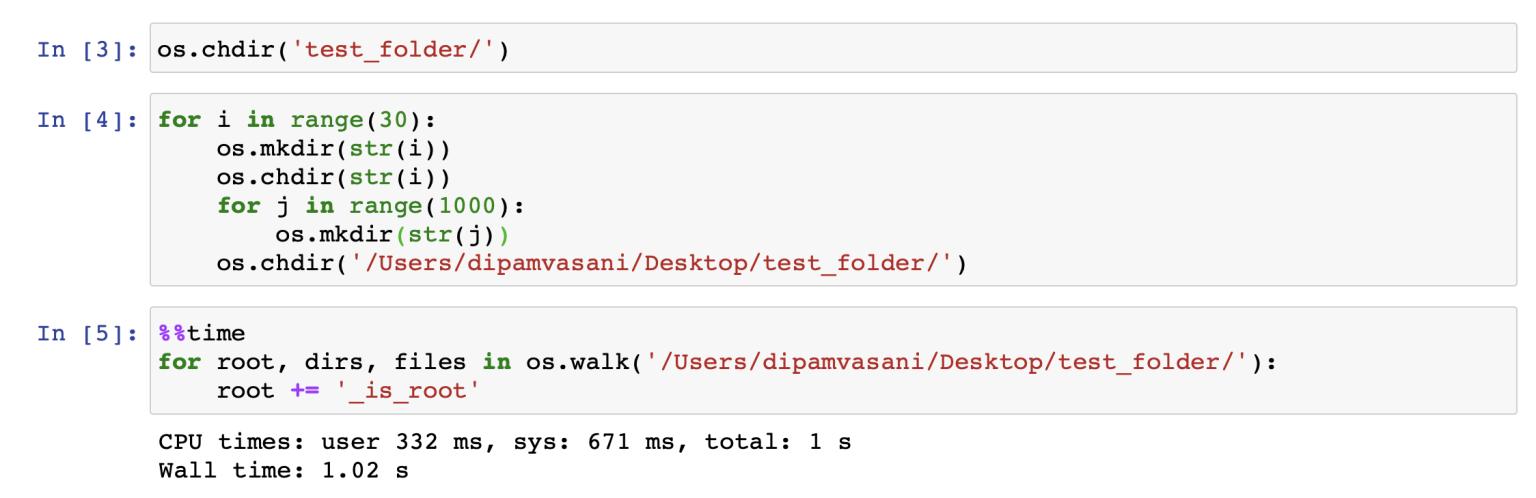 In [3]: os.chdir('test_folder/')
In [4]: for i in range(30):
    os.mkdir(str(i))
    os.chdir(str(i))
    for j in range(1000):
        os.mkdir(str(j))
    os.chdir('/Users/dipamvasani/Desktop/test_folder/')
In [5]: %%time
for root, dirs, files in os.walk('/Users/dipamvasani/Desktop/test_folder/'):
    root += '_is_root'
CPU times: user 332 ms, sys: 671 ms, total: 1 s
Wall time: 1.02 s